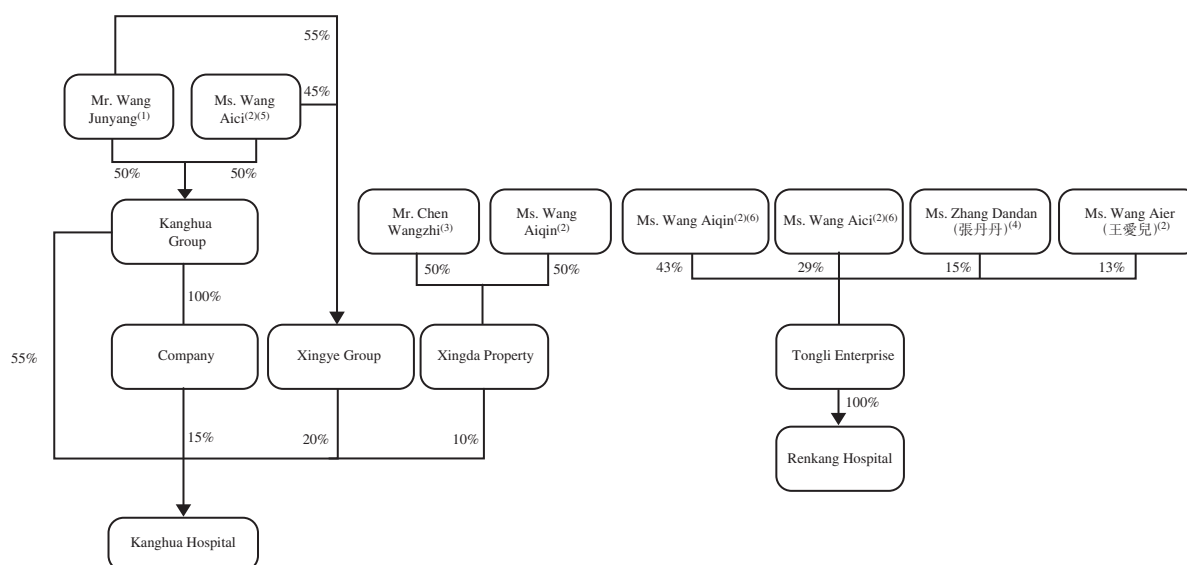 55%
45%
Mr. Wang
Junyang(1)
Ms. Wang
Aici(2)(5)
50%
50%
Kanghua
Group
Mr. Chen
Wangzhi(3)
Ms. Wang
Aiqin(2)
Ms. Wang Aiqin(2)(6)
Ms. Wang Aici(2)(6)
Ms. Zhang Dandan
(張丹丹)(4)
Ms. Wang Aier
(王愛兒)(2)
50%
50%
43%
29%
15%
13%
100%
55%
Company
Xingye Group
Xingda Property
Tongli Enterprise
100%
15%
20%
10%
Renkang Hospital
Kanghua Hospital